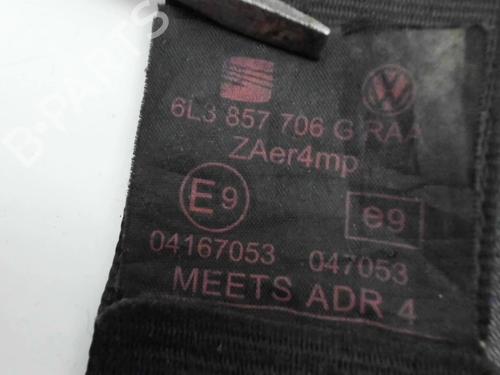 B-PARTS
6L3 857 706 G RAA
ZAer4mp
E9 e9
04167053 047053
MEETS ADR 4